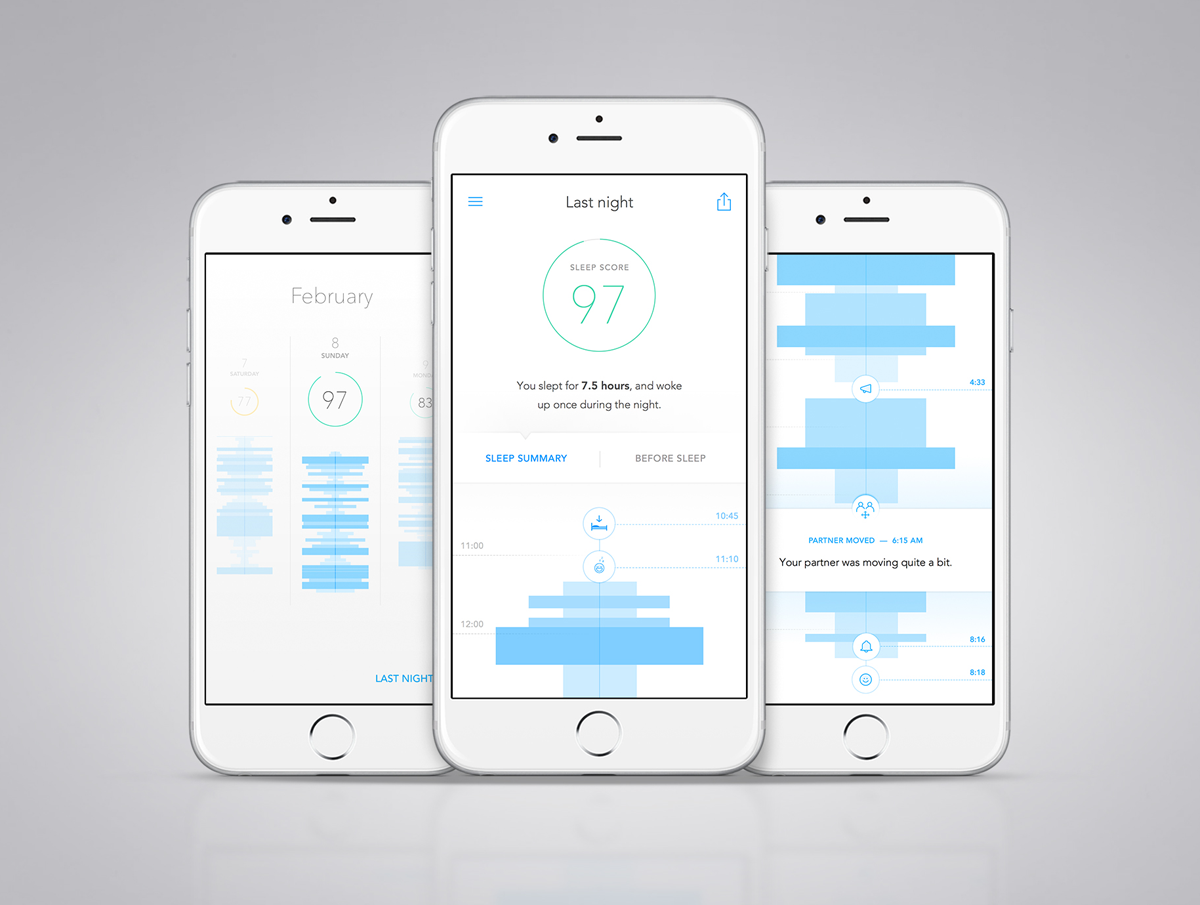 February
7
SATURDAY
77
8
SUNDAY
97
9
83
LAST NIGHT
Last night
SLEEP SCORE
97
You slept for 7.5 hours, and woke
up once during the night.
SLEEP SUMMARY
BEFORE SLEEP
10:45
11:00
11:10
12:00
4:33
PARTNER MOVED — 6:15 AM
Your partner was moving quite a bit.
8:16
8:18